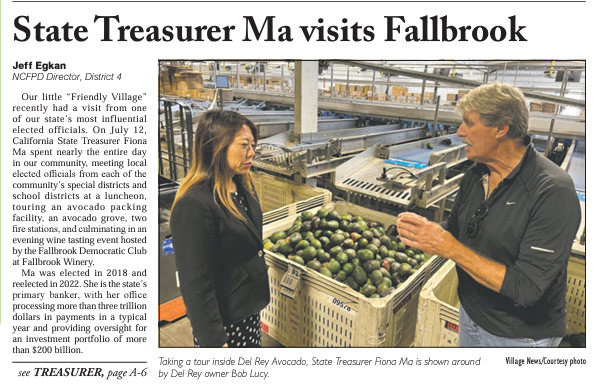 State Treasurer Ma visits Fallbrook
Jeff Egkan
NCFPD Director, District 4
Our little “Friendly Village”
recently had a visit from one
of our state’s most influential
elected officials. On July 12,
California State Treasurer Fiona
Ma spent nearly the entire day
in our community, meeting local
elected officials from each of the
community’s special districts and
school districts at a luncheon,
touring an avocado packing
facility, an avocado grove, two
fire stations, and culminating in an
evening wine tasting event hosted
by the Fallbrook Democratic Club
at Fallbrook Winery.
Ma was elected in 2018 and
reelected in 2022. She is the state’s
primary banker, with her office
processing more than three trillion
dollars in payments in a typical
year and providing oversight for
an investment portfolio of more
than $200 billion.
see TREASURER, page A-6
09576
Taking a tour inside Del Rey Avocado, State Treasurer Fiona Ma is shown around
by Del Rey owner Bob Lucy.
Village News/Courtesy photo